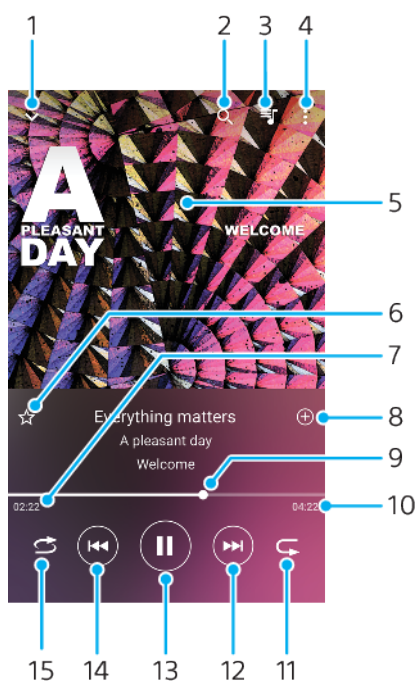 1 2 3 4
A
PLEASANT
DAY
WELCOME
5
6
7
Everything matters
8
A pleasant day
Welcome
9
02:22
04:22
10
15 14 13 12 11